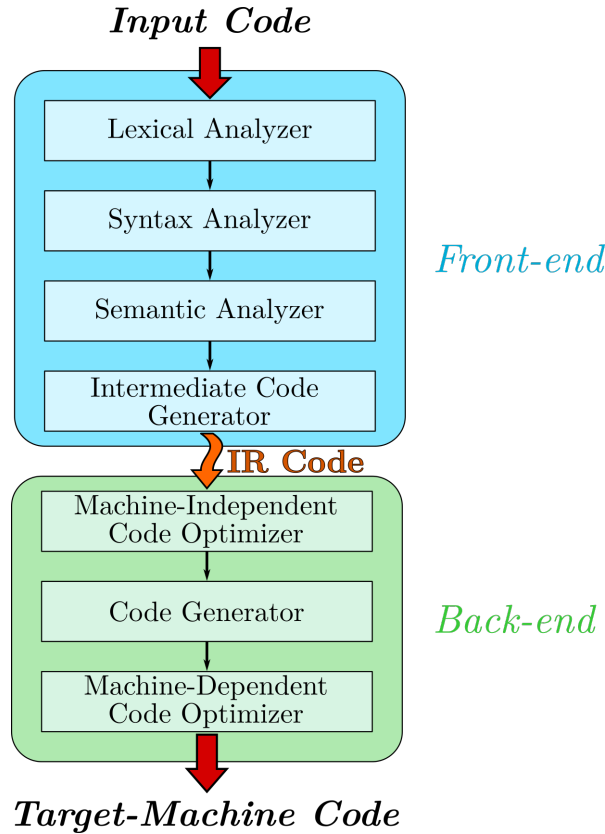 Input Code
Lexical Analyzer
Syntax Analyzer
Front-end
Semantic Analyzer
Intermediate Code
Generator
IR Code
Machine-Independent
Code Optimizer
Code Generator
Back-end
Machine-Dependent
Code Optimizer
Target-Machine Code